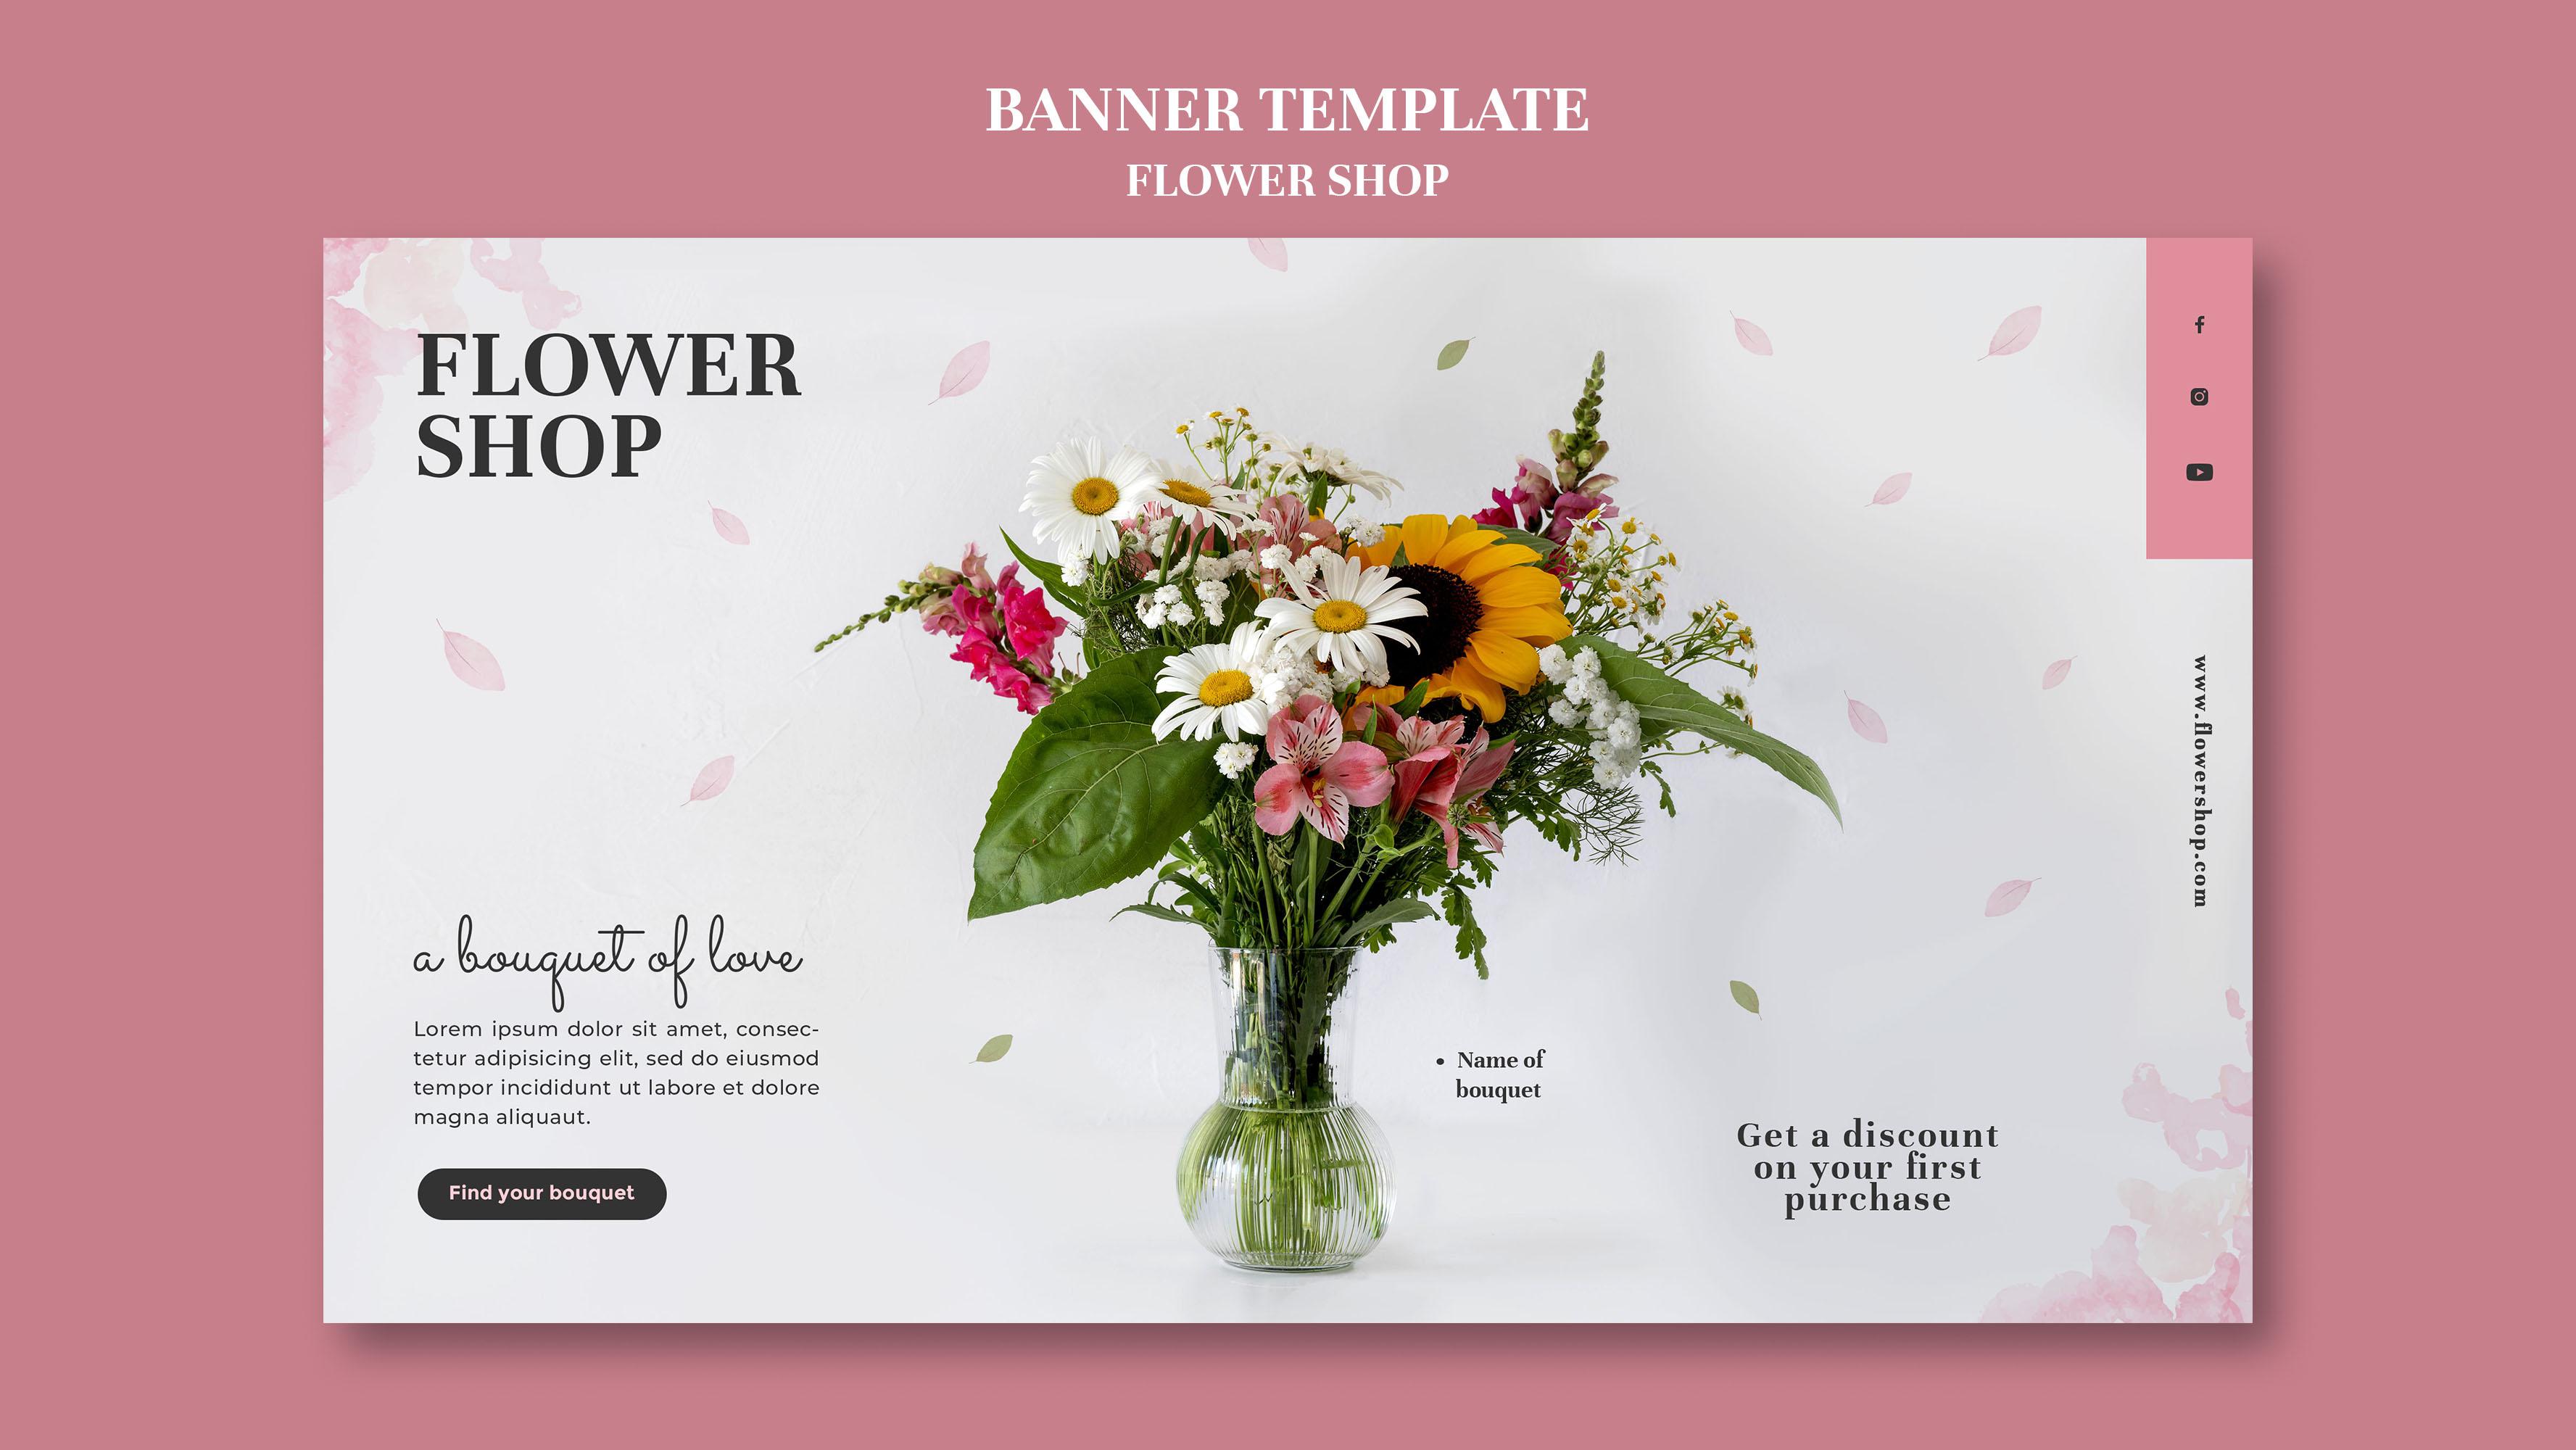 BANNER TEMPLATE
FLOWER SHOP
FLOWER
SHOP
www.flowershop.com
a bouquet of love
Lorem ipsum dolor sit amet, consec-
tetur adipisicing elit, sed do eiusmod
tempor incididunt ut labore et dolore
magna aliquaut.
Find your bouquet
• Name of
bouquet
Get a discount
on your first
purchase